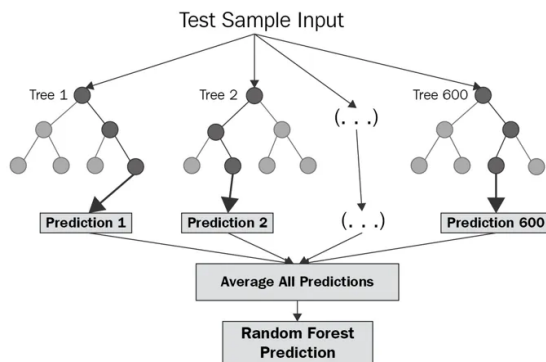 Test Sample Input
Tree 1
Tree 2
(. . .)
Tree 600
Prediction 1
Prediction 2
(. . .)
Prediction 600
Average All Predictions
Random Forest
Prediction